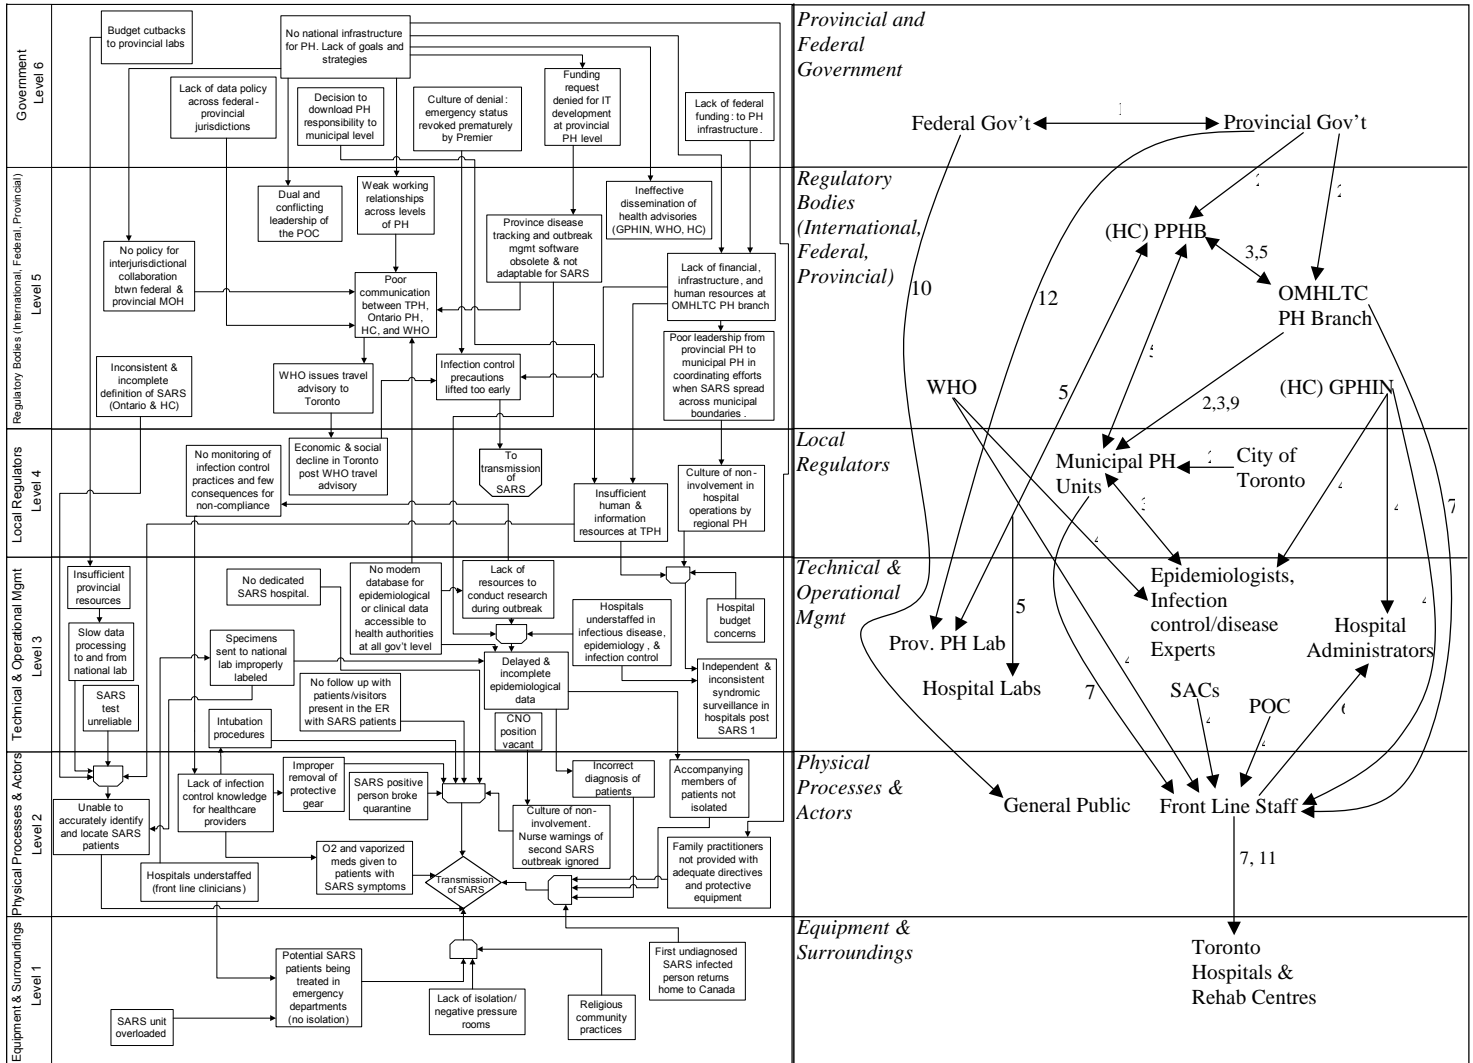 Government
Level 6
Budget cutbacks
to provincial labs
No national infrastructure
for PH. Lack of goals and
strategies
Lack of data policy
across federal-
provincial
jurisdictions
Decision to
download PH
responsibility to
municipal level
Culture of denial:
emergency status
revoked prematurely
by Premier
Funding
request
denied for IT
development
at provincial
PH level
Lack of federal
funding: to PH
infrastructure.
Regulatory Bodies (International, Federal, Provincial)
Level 5
Dual and
conflicting
leadership of
the POC
Weak working
relationships
across levels
of PH
Ineffective
dissemination of
health advisories
(GPHIN, WHO, HC)
No policy for
interjurisdictional
collaboration
btwn federal &
provincial MOH
Province disease
tracking and outbreak
mgmt software
obsolete & not
adaptable for SARS
Poor
communication
between TPH,
Ontario PH,
HC, and WHO
Lack of financial,
infrastructure, and
human resources at
OMHLTC PH branch
Inconsistent &
incomplete
definition of SARS
(Ontario & HC)
WHO issues travel
advisory to
Toronto
Infection control
precautions
lifted too early
Poor leadership from
provincial PH to
municipal PH in
coordinating efforts
when SARS spread
across municipal
boundaries.
Local Regulators
Level 4
No monitoring of
infection control
practices and few
consequences for
non-compliance
Economic & social
decline in Toronto
post WHO travel
advisory
To
transmission
of
SARS
Insufficient
human &
information
resources at TPH
Culture of non-
involvement in
hospital
operations by
regional PH
Technical & Operational Mgmt
Level 3
Insufficient
provincial
resources
No dedicated
SARS hospital.
No modern
database for
epidemiological
or clinical data
accessible to
health authorities
at all gov't level
Lack of
resources to
conduct research
during outbreak
Hospitals
understaffed in
infectious disease,
epidemiology, &
infection control
Hospital
budget
concerns
Slow data
processing
to and from
national lab
Specimens
sent to national
lab improperly
labeled
Delayed &
incomplete
epidemiological
data
Independent &
inconsistent
syndromic
surveillance in
hospitals post
SARS 1
SARS
test
unreliable
No follow up with
patients/visitors
present in the ER
with SARS patients
Intubation
procedures
CNO
position
vacant
Physical Processes & Actors
Level 2
Lack of infection
control knowledge
for healthcare
providers
Improper
removal of
protective
gear
SARS positive
person broke
quarantine
Incorrect
diagnosis of
patients
Accompanying
members of
patients not
isolated
Unable to
accurately identify
and locate SARS
patients
Culture of non-
involvement.
Nurse warnings of
second SARS
outbreak ignored
O2 and vaporized
meds given to
patients with
SARS symptoms
Transmission
of SARS
Family practitioners
not provided with
adequate directives
and protective
equipment
Hospitals understaffed
(front line clinicians)
Equipment & Surroundings
Level 1
Potential SARS
patients being
treated in
emergency
departments
(no isolation)
SARS unit
overloaded
Lack of isolation/
negative pressure
rooms
Religious
community
practices
First undiagnosed
SARS infected
person returns
home to Canada
Provincial and
Federal
Government
Federal Gov't
Provincial Gov't
Regulatory
Bodies
(International,
Federal,
Provincial)
(HC) PPHB
3,5
10
12
OMHLTC
PH Branch
WHO
5
(HC) GPHIN
2,3,9
Local
Regulators
Municipal PH
Units
City of
Toronto
7
Technical &
Operational
Mgmt
Epidemiologists,
Infection
control/disease
Experts
5
Prov. PH Lab
Hospital
Administrators
Hospital Labs
7
SACs
POC
Physical
Processes &
Actors
General Public
Front Line Staff
7, 11
Equipment &
Surroundings
Toronto
Hospitals &
Rehab Centres